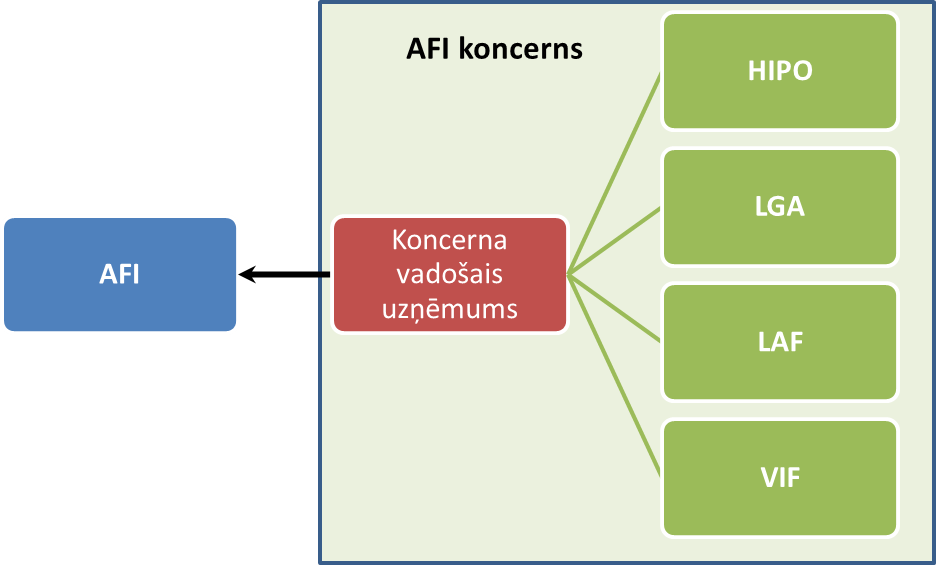 AFI koncerns
HIPO
LGA
AFI
Koncerna
vadošais
uzņēmums
LAF
VIF